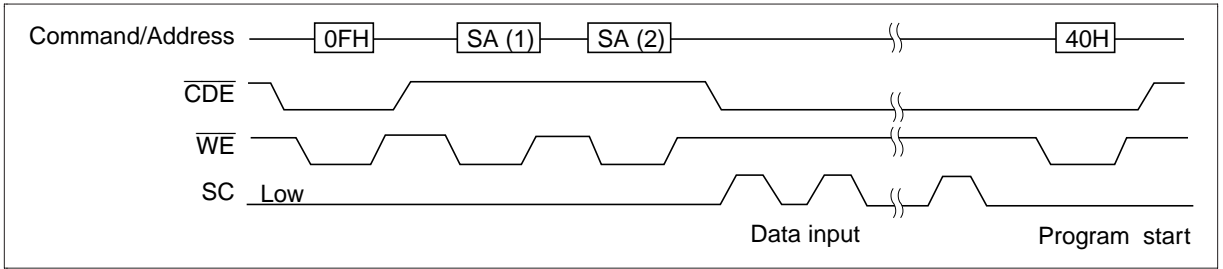 Command/Address 0FH SA (1) SA (2) 40H
CDE
WE
SC Low
Data input Program start